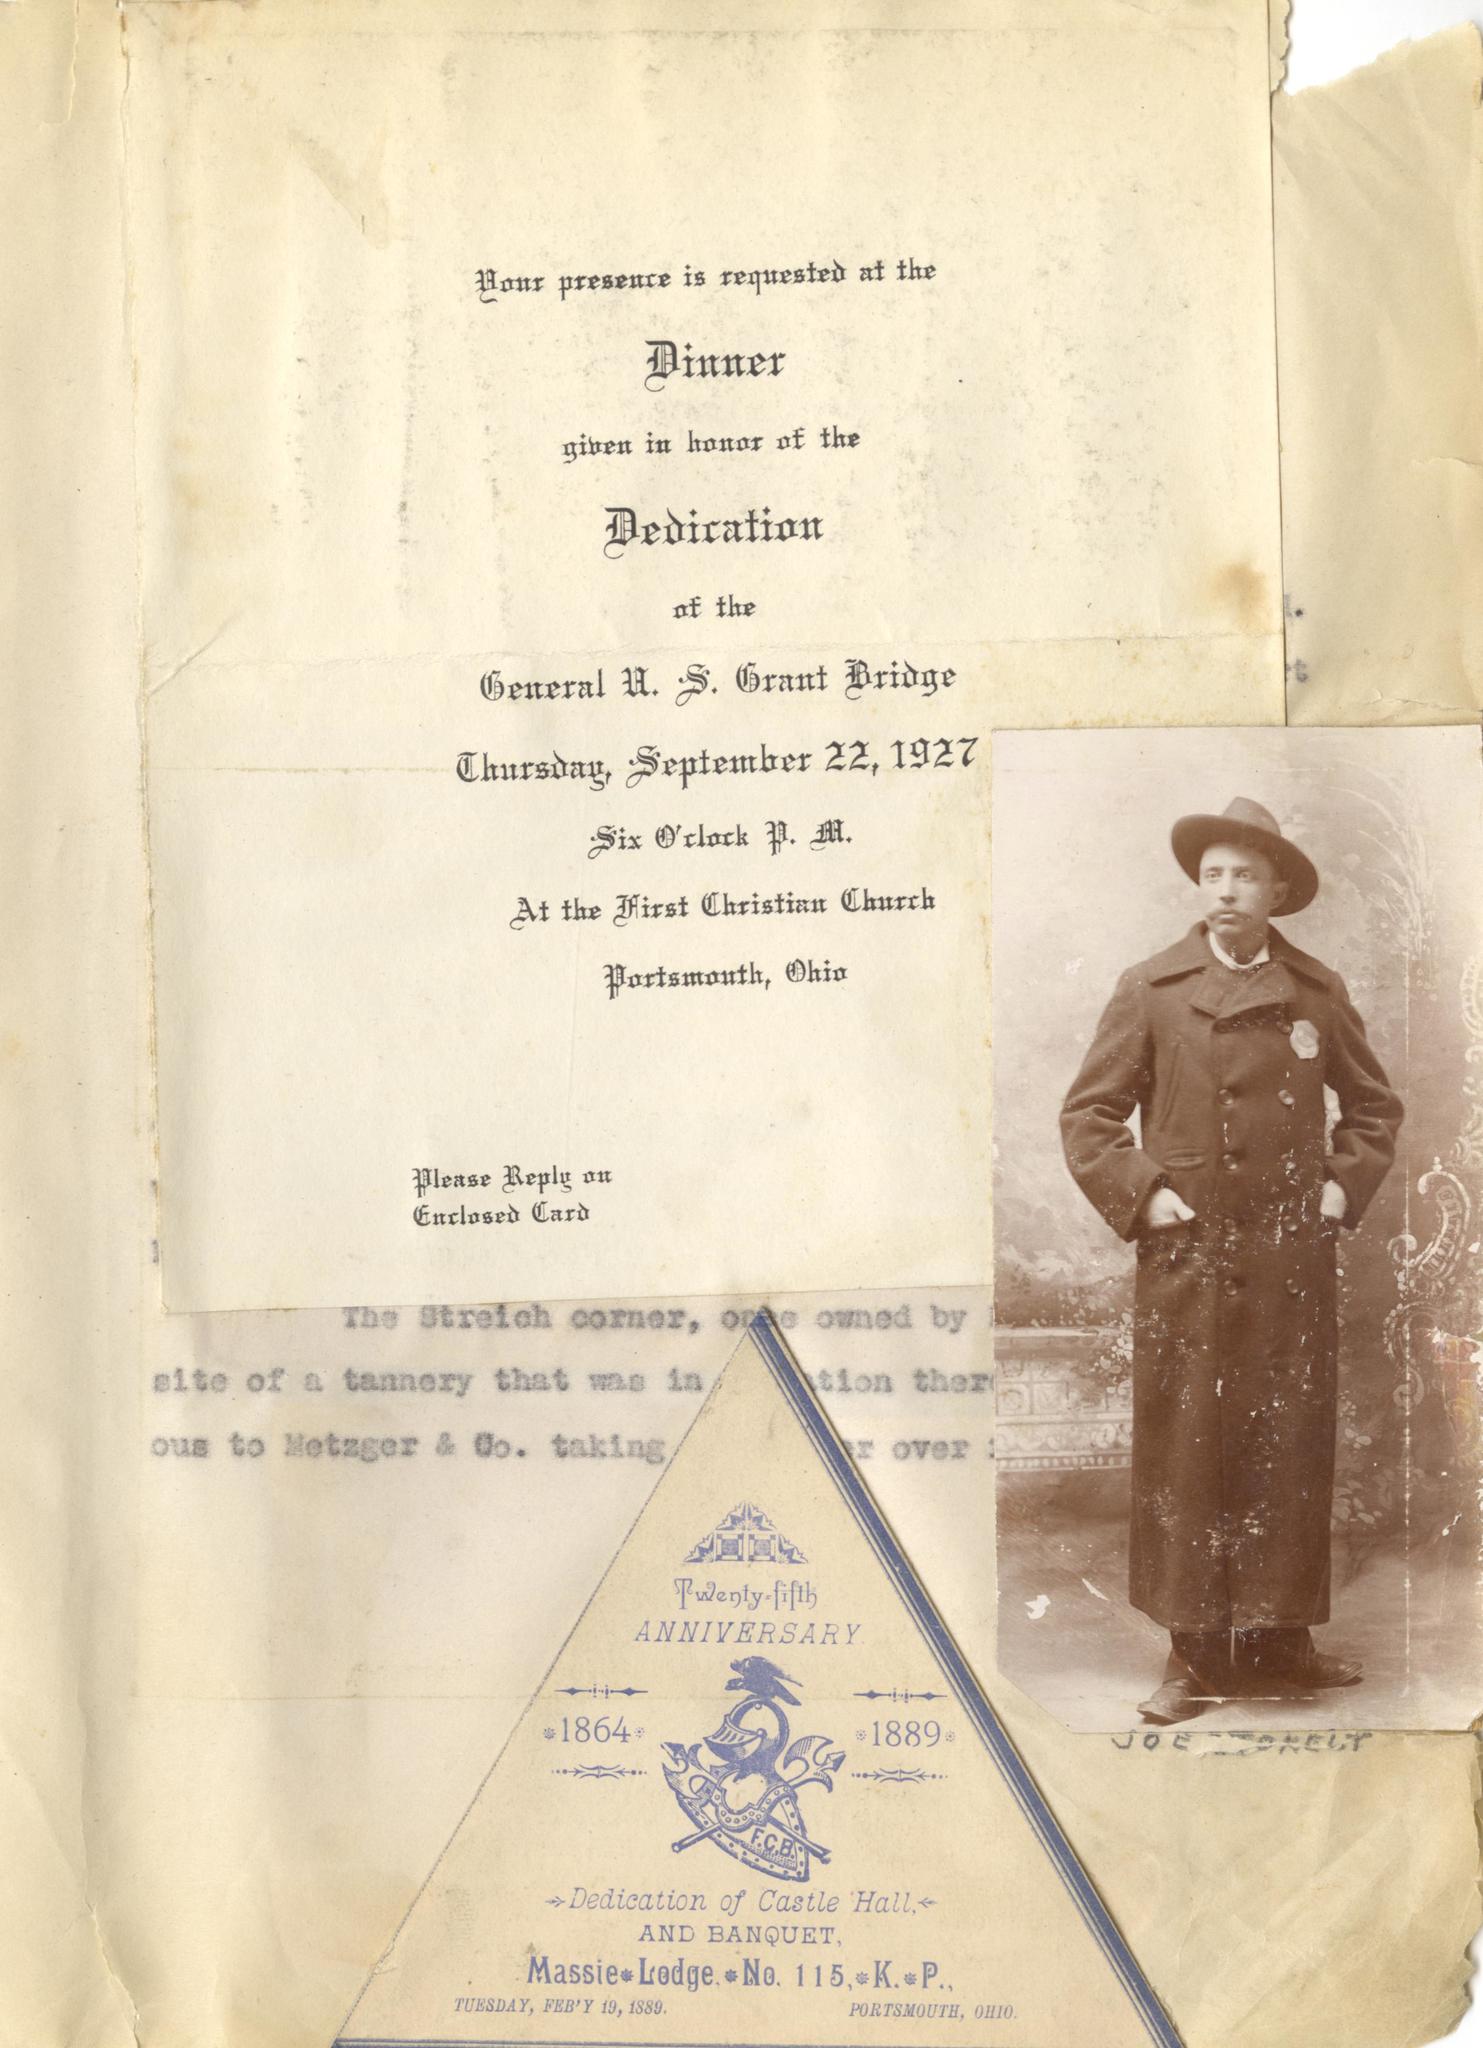 Your presence is requested at the
Dinner
given in honor of the
Dedication
of the
General U. S. Grant Bridge
Thursday, September 22, 1927
Six O'clock P. M.
At the First Christian Church
Portsmouth, Ohio
Please Reply on
Enclosed Card
The Streich corner, once owned by
site of a tannery that was in
ous to Metzger & Co. taking over
Twenty-fifth
ANNIVERSARY
1864 1889
F.C.B.
Dedication of Castle Hall,
AND BANQUET,
Massie Lodge. No. 115, K. P.,
TUESDAY, FEB'Y 19, 1889. PORTSMOUTH, OHIO.
JOE